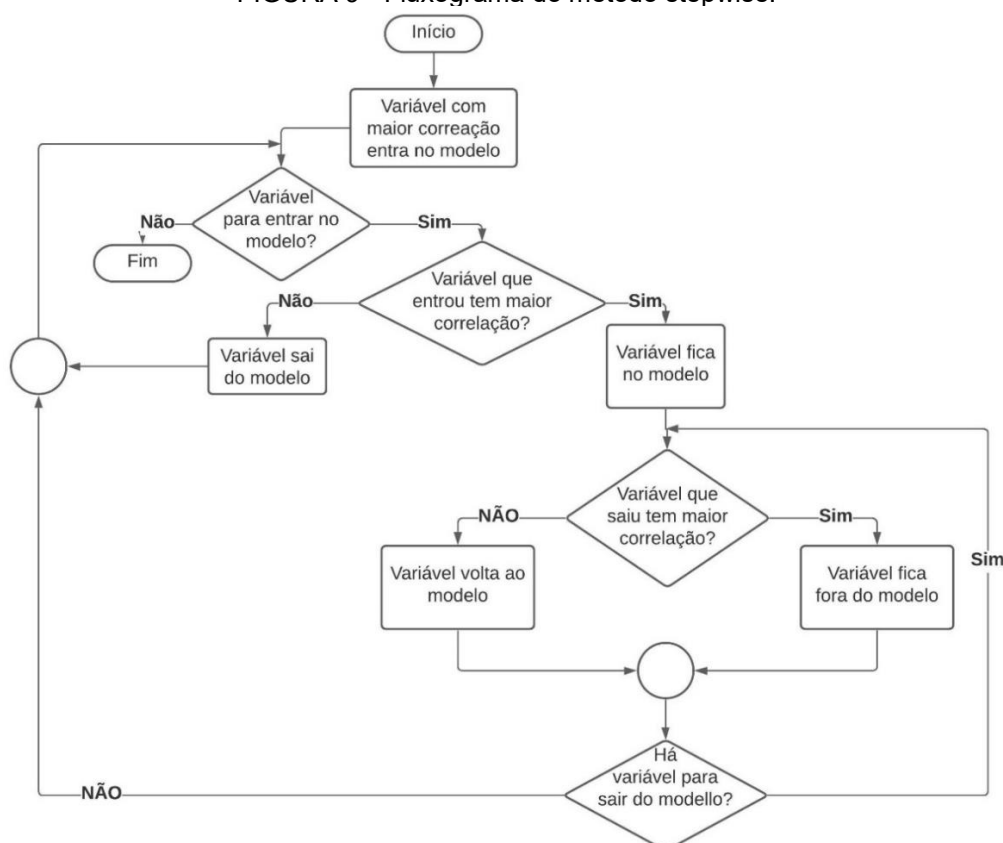 Início
Variável com
maior correação
entra no modelo
Variável
para entrar no
modelo?
Não
Sim
Fim
Variável que
entrou tem maior
correlação?
Não
Sim
Variável sai
do modelo
Variável fica
no modelo
Variável que
saiu tem maior
correlação?
NÃO
Sim
Variável volta ao
modelo
Variável fica
fora do modelo
Sim
Há
variável para
sair do modello?
NÃO